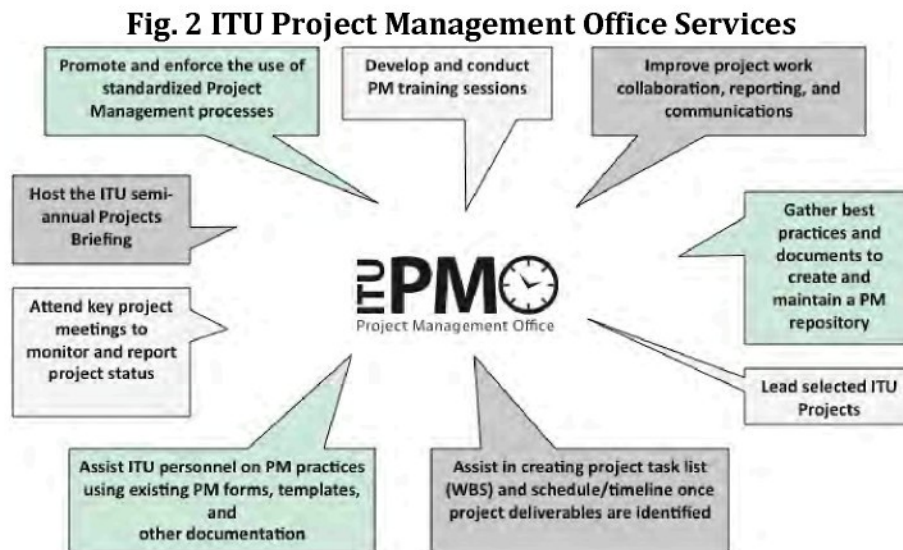 Fig. 2 ITU Project Management Office Services
Promote and enforce the use of
standardized Project
Management processes
Develop and conduct
PM training sessions
Improve project work
collaboration, reporting, and
communications
Host the ITU semi-
annual Projects
Briefing
Gather best
practices and
documents to
create and
maintain a PM
repository
ITU PMO
Project Management Office
Attend key project
meetings to
monitor and report
project status
Lead selected ITU
Projects
Assist ITU personnel on PM practices
using existing PM forms, templates,
and
other documentation
Assist in creating project task list
(WBS) and schedule/timeline once
project deliverables are identified